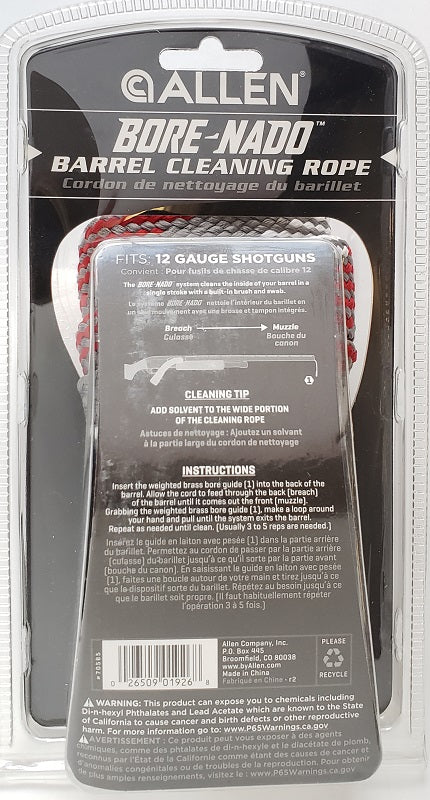 ALLEN®
BORE-NADO™
BARREL CLEANING ROPE
Cordon de nettoyage du barillet
FITS: 12 GAUGE SHOTGUNS
Convient : Pour fusils de chasse de calibre 12
The BORE-NADO system cleans the inside of your barrel in a
single stroke with a built-in brush and swab.
Le système BORE-NADO nettoie l'intérieur du barillet en
un seul mouvement avec une brosse et tampon intégrés.
Breach Muzzle
Culasse Bouche du
canon
1
CLEANING TIP
ADD SOLVENT TO THE WIDE PORTION
OF THE CLEANING ROPE
Astuces de nettoyage : Ajoutez un solvant
à la partie large du cordon de nettoyage
INSTRUCTIONS
Insert the weighted brass bore guide [1] into the back of the
barrel. Allow the cord to feed through the back [breach]
of the barrel until it comes out the front [muzzle].
Grabbing the weighted brass bore guide [1], make a loop around
your hand and pull until the system exits the barrel.
Repeat as needed until clean. [Usually 3 to 5 reps are needed.]
Insérez le guide en laiton avec pesée [1] dans la partie arrière
du barillet. Permettez au cordon de passer par la partie arrière
[culasse] du barillet jusqu'à ce qu'il sorte par la partie avant
[bouche du canon]. En saisissant le guide en laiton avec pesée
[1], faites une boucle autour de votre main et tirez jusqu'à ce
que le dispositif sorte du barillet. Répétez au besoin jusqu'à ce
que le barillet soit propre. [Il faut habituellement répéter
l'opération 3 à 5 fois.]
#70585
0 26509 01926 8
Allen Company, Inc.
P.O. Box 445
Broomfield, CO 80038
www.byAllen.com
Made in China
Fabriqué en Chine · r2
PLEASE
RECYCLE
WARNING: This product can expose you to chemicals including
Di-n-hexyl Phthalates and Lead Acetate which are known to the State
of California to cause cancer and birth defects or other reproductive
harm. For more information go to: www.P65Warnings.ca.gov
AVERTISSEMENT : Ce produit peut vous exposer à des agents
chimiques, comme des phtalates de di-n-hexyle et le diacétate de plomb,
reconnus par l'État de la Californie comme étant des causes de cancer et
d'anomalies congénitales ou de troubles de la reproduction. Pour obtenir
de plus amples renseignements, visitez le : www.P65Warnings.ca.gov